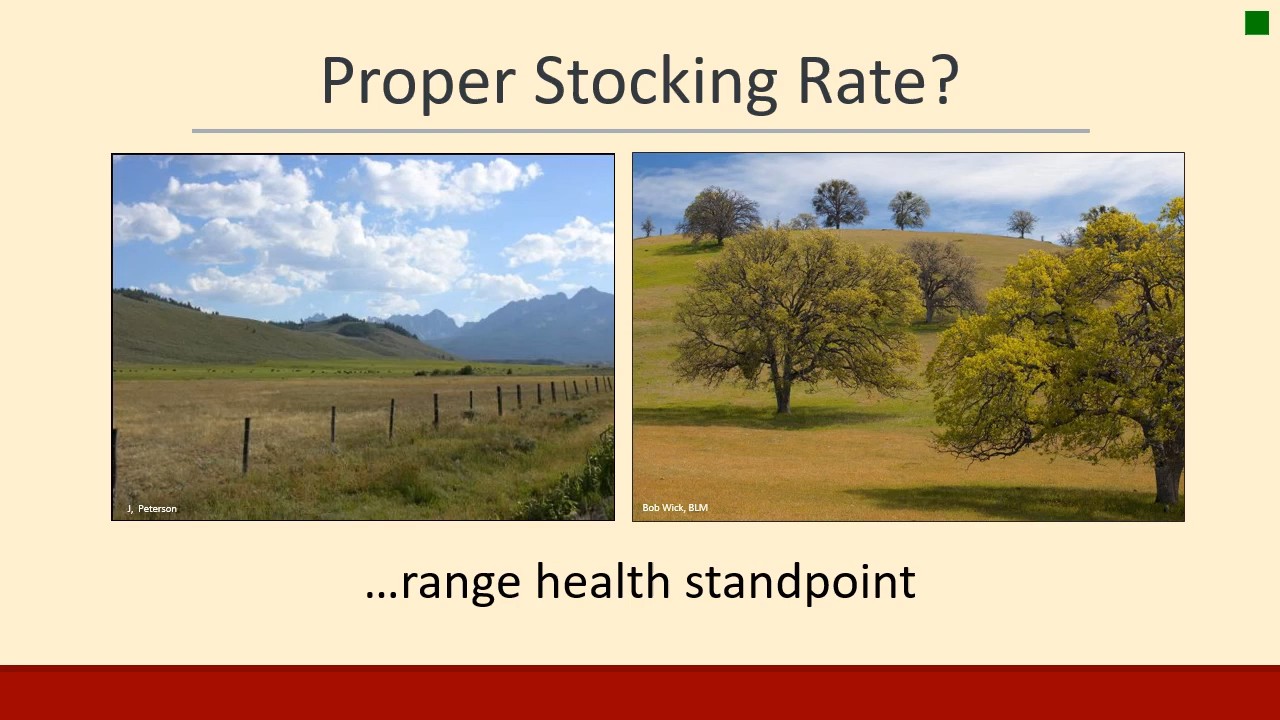 Proper Stocking Rate?
J, Peterson
Bob Wick, BLM
...range health standpoint